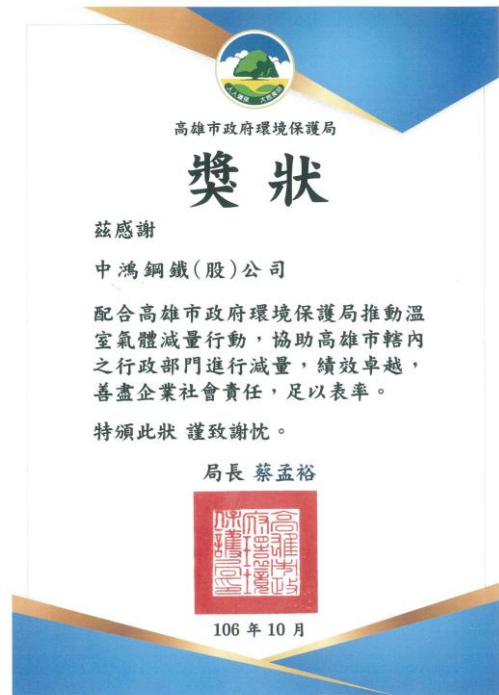 高雄市政府環境保護局
獎狀
茲感謝
中鴻鋼鐵(股)公司
配合高雄市政府環境保護局推動溫
室氣體減量行動，協助高雄市轄內
之行政部門進行減量，績效卓越，
善盡企業社會責任，足以表率。
特頒此狀 謹致謝忱。
局長 蔡孟裕
高雄市政
府環境
保護局印
106 年 10 月